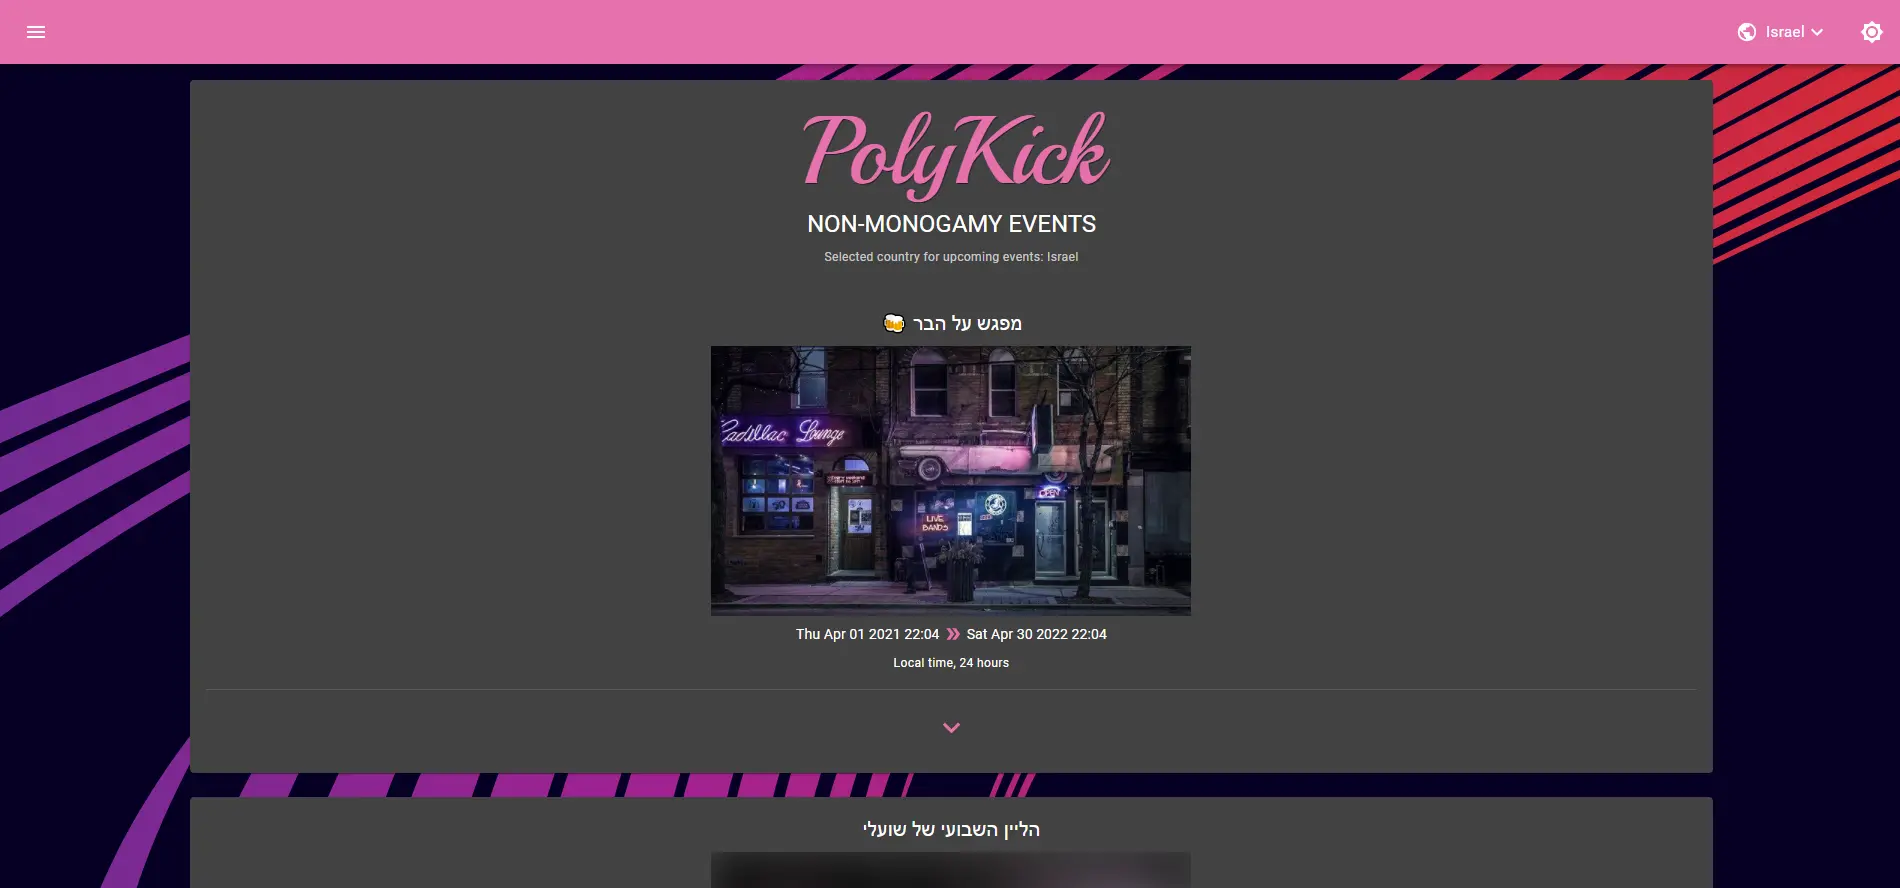 Israel
PolyKick
NON-MONOGAMY EVENTS
Selected country for upcoming events: Israel
מפגש על הבר 🍻
Cadillac Lounge
OPEN
LIVE
BANDS
Thu Apr 01 2021 22:04 » Sat Apr 30 2022 22:04
Local time, 24 hours
הליין השבועי של שועלי